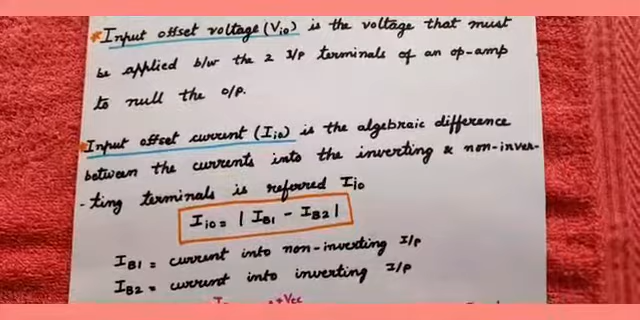 *Input offset voltage (Vio) is the voltage that must
be applied b/w the 2 I/P terminals of an op-amp
to null the O/P.
*Input offset current (Iio) is the algebraic difference
between the currents into the inverting & non-inver-
-ting terminals is referred Iio
Iio = | IB1 - IB2 |
IB1 = current into non-inverting I/P
IB2 = current into inverting I/P
+Vcc